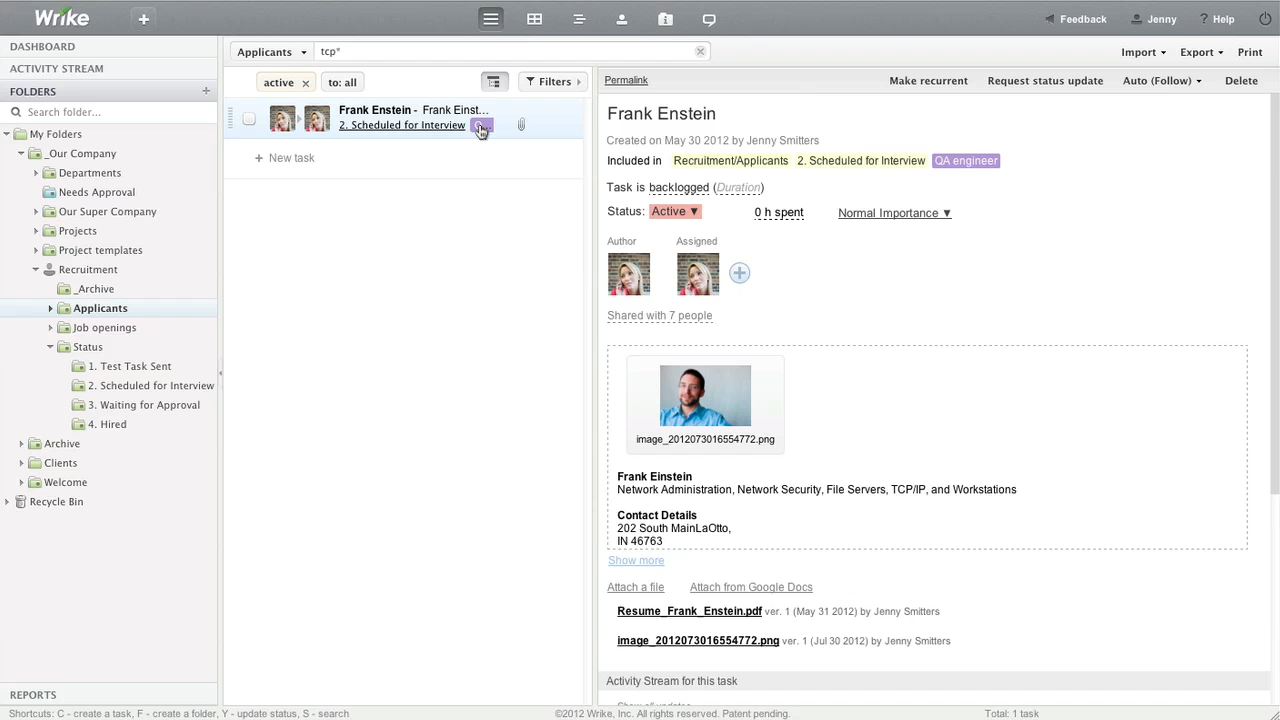 Wrike
+
Feedback
Jenny
? Help
DASHBOARD
ACTIVITY STREAM
FOLDERS
+
Search folder...
My Folders
_Our Company
Departments
Needs Approval
Our Super Company
Projects
Project templates
Recruitment
_Archive
Applicants
Job openings
Status
1. Test Task Sent
2. Scheduled for Interview
3. Waiting for Approval
4. Hired
Archive
Clients
Welcome
Recycle Bin
REPORTS
Applicants
tcp*
Import
Export
Print
active x
to: all
Filters
Frank Enstein - Frank Einst...
2. Scheduled for Interview
+ New task
Permalink
Make recurrent
Request status update
Auto (Follow)
Delete
Frank Enstein
Created on May 30 2012 by Jenny Smitters
Included in Recruitment/Applicants 2. Scheduled for Interview QA engineer
Task is backlogged (Duration)
Status: Active ▼ 0 h spent Normal Importance ▼
Author
Assigned
Shared with 7 people
image_2012073016554772.png
Frank Einstein
Network Administration, Network Security, File Servers, TCP/IP, and Workstations
Contact Details
202 South MainLaOtto,
IN 46763
Show more
Attach a file
Attach from Google Docs
Resume_Frank_Enstein.pdf ver. 1 (May 31 2012) by Jenny Smitters
image_2012073016554772.png ver. 1 (Jul 30 2012) by Jenny Smitters
Activity Stream for this task
Shortcuts: C - create a task, F - create a folder, Y - update status, S - search
©2012 Wrike, Inc. All rights reserved. Patent pending.
Total: 1 task